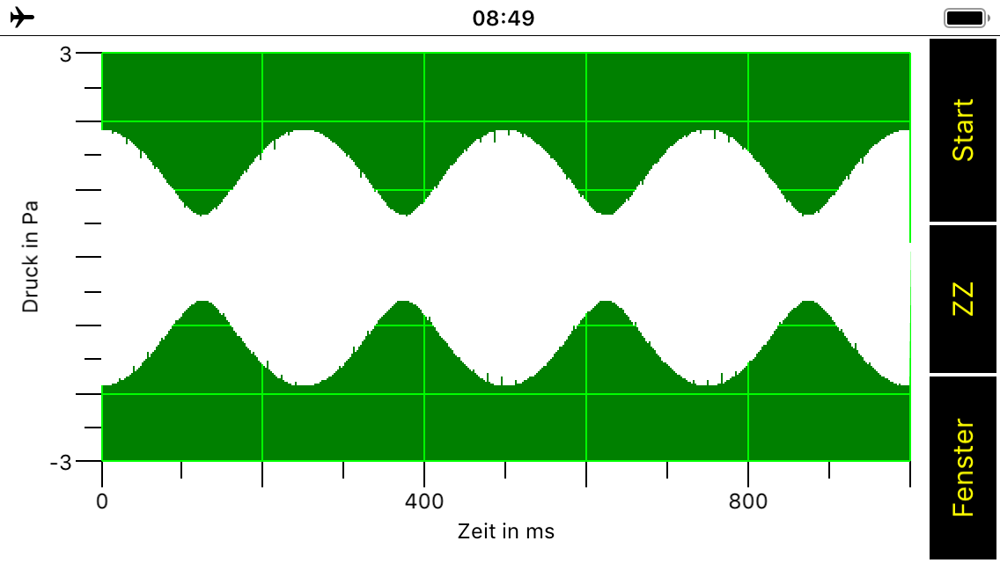 08:49
3
Druck in Pa
-3
0
400
800
Zeit in ms
Start
ZZ
Fenster